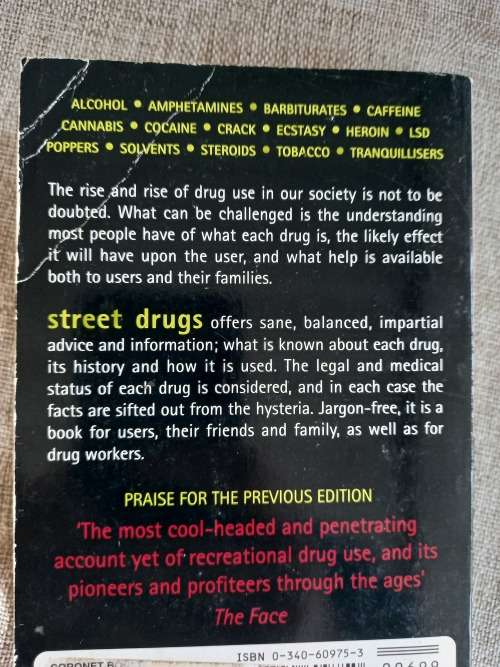 ALCOHOL • AMPHETAMINES • BARBITURATES • CAFFEINE
CANNABIS • COCAINE • CRACK • ECSTASY • HEROIN • LSD
POPPERS • SOLVENTS • STEROIDS • TOBACCO • TRANQUILLISERS
The rise and rise of drug use in our society is not to be
doubted. What can be challenged is the understanding
most people have of what each drug is, the likely effect
it will have upon the user, and what help is available
both to users and their families.
street drugs offers sane, balanced, impartial
advice and information; what is known about each drug,
its history and how it is used. The legal and medical
status of each drug is considered, and in each case the
facts are sifted out from the hysteria. Jargon-free, it is a
book for users, their friends and family, as well as for
drug workers.
PRAISE FOR THE PREVIOUS EDITION
'The most cool-headed and penetrating
account yet of recreational drug use, and its
pioneers and profiteers through the ages'
The Face
ISBN 0-340-60975-3
CORONET